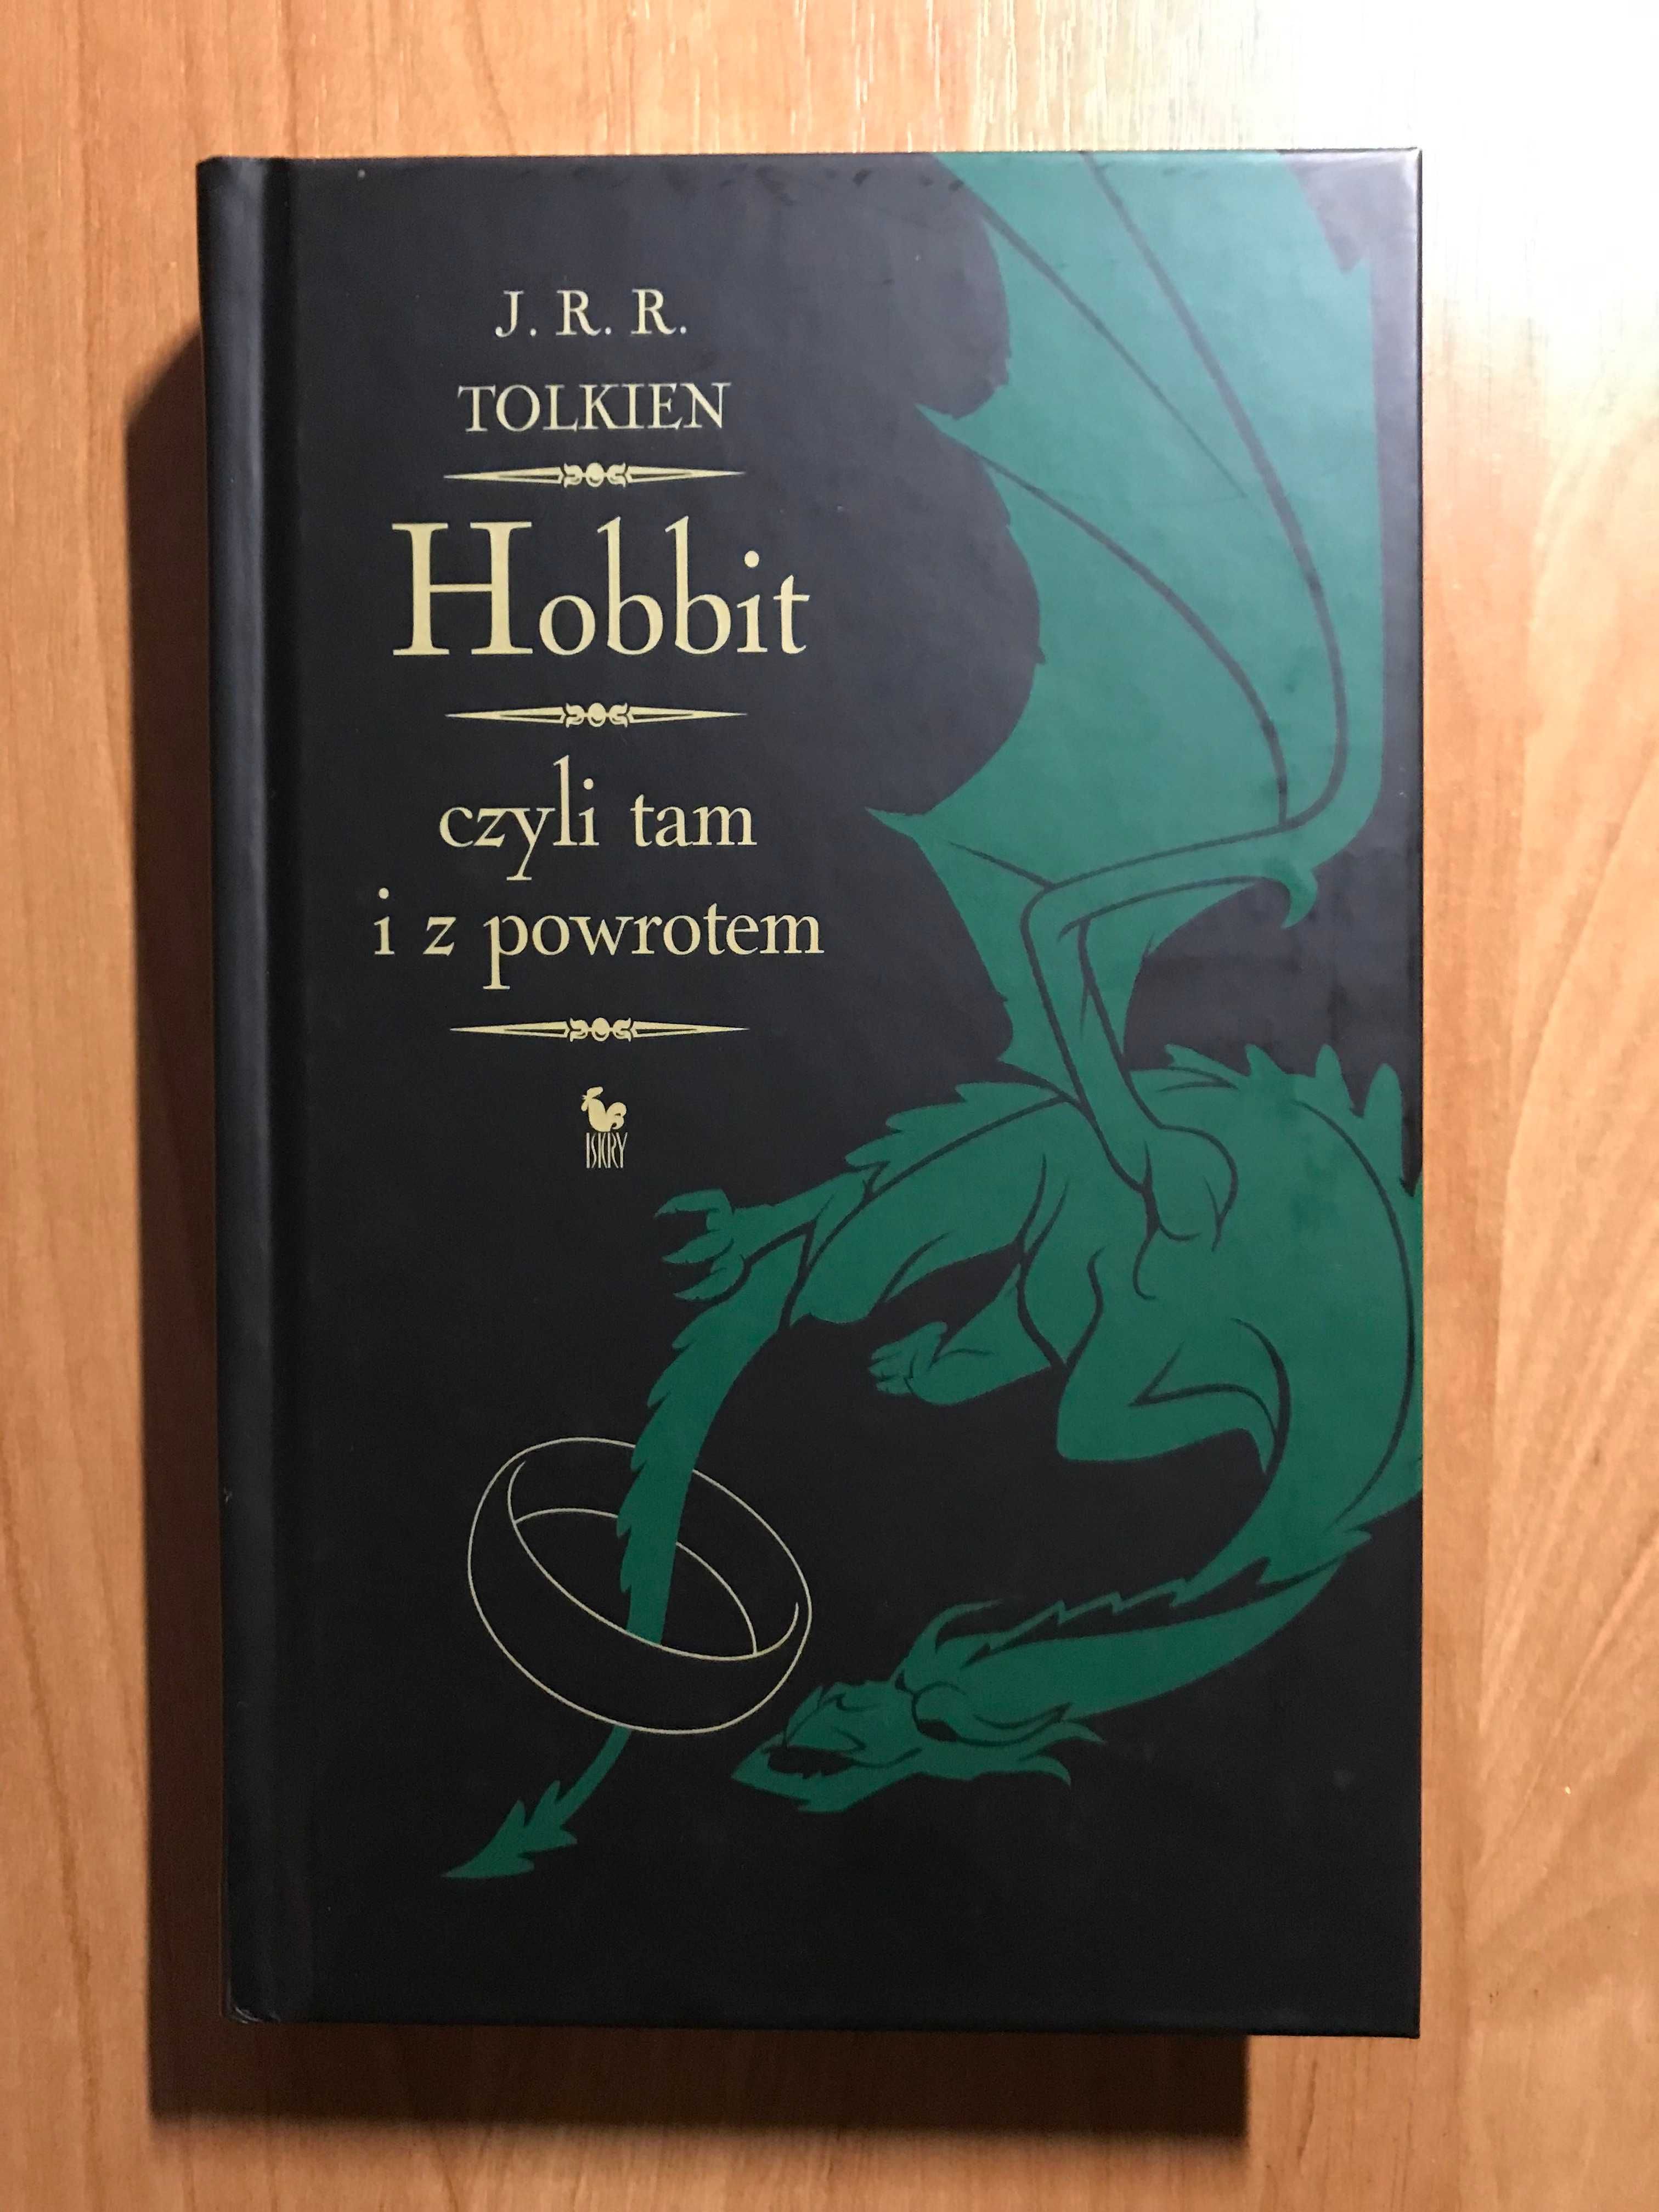 J. R. R.
TOLKIEN
Hobbit
czyli tam
i z powrotem
ISKRY